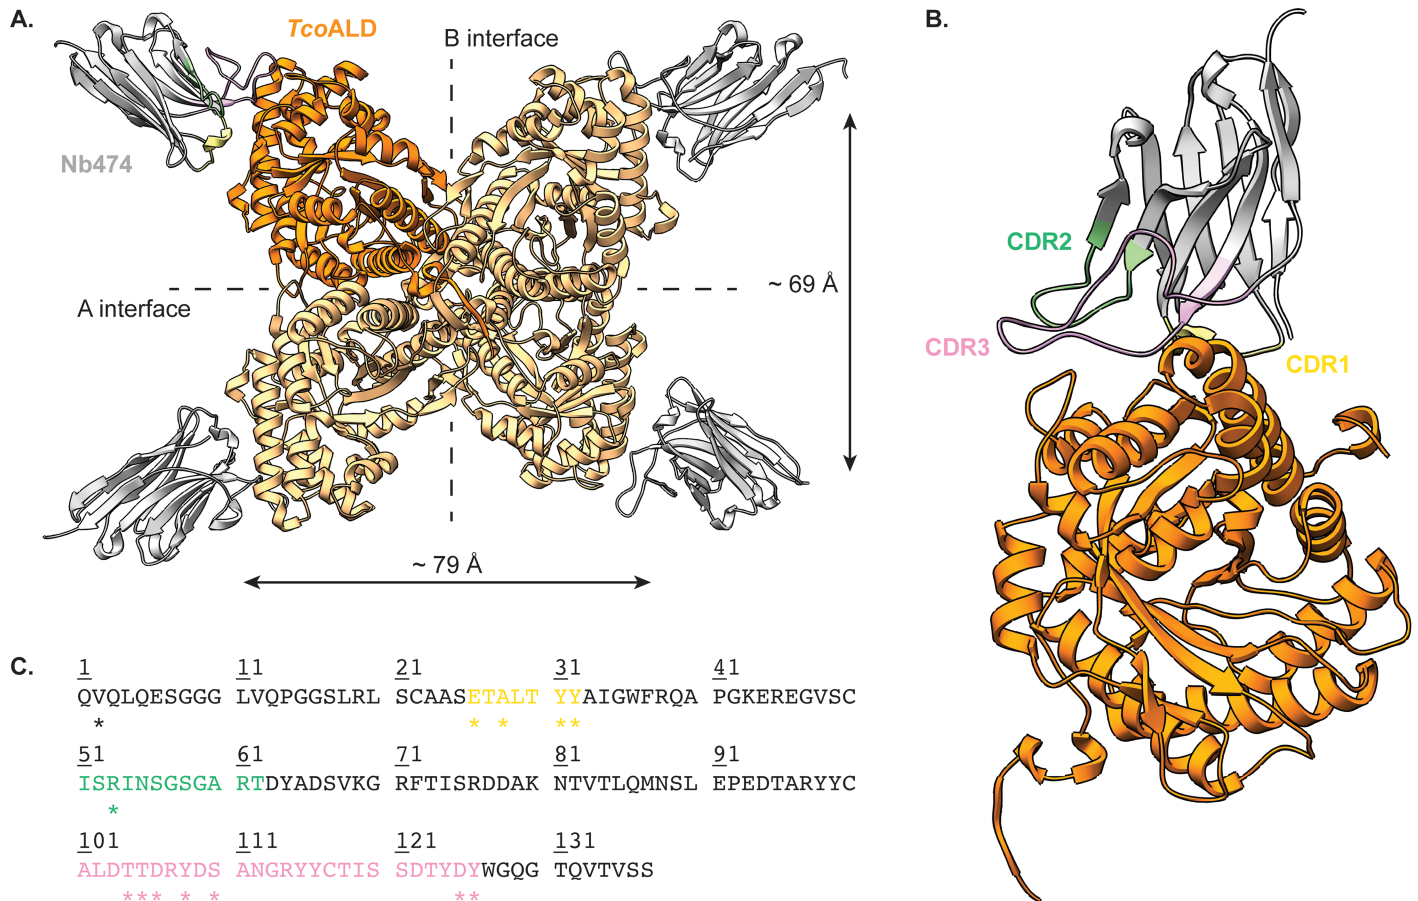 A.
TcoALD
B interface
Nb474
A interface
~ 69 Å
~ 79 Å
B.
CDR2
CDR3
CDR1
C.
1 11 21 31 41
QVQLQESGGG LVQPGGSLRL SCAASETALT YYAIGWFRQA PGKEREGVSC
* * * * *
51 61 71 81 91
ISRINSGSGA RTDYADSVKG RFTISRDDAK NTVTLQMNSL EPEDTARYYC
*
101 111 121 131
ALDTTDRYDS ANGRYYCTIS SDTYDYWGQG TQVTVSS
* * * * * * *